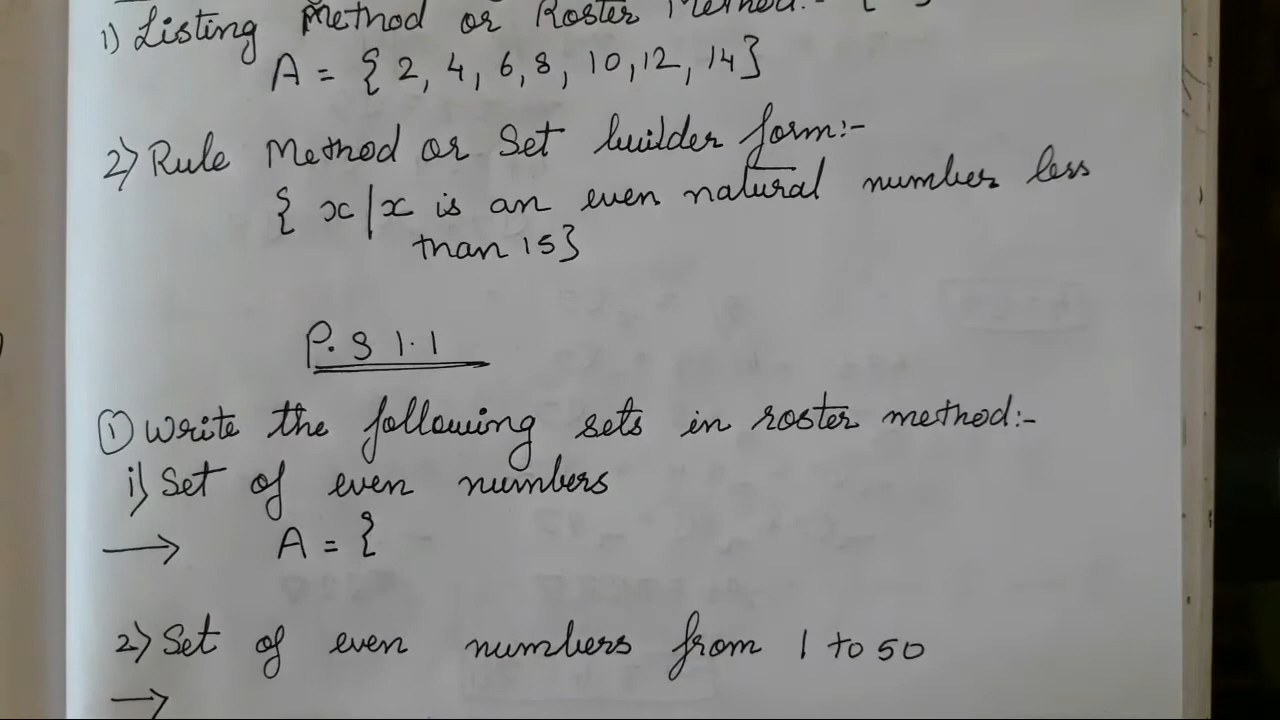 1) Listing Method or Roster Method:- {
A = { 2, 4, 6, 8, 10, 12, 14}
2) Rule Method or Set builder form:-
{ x | x is an even natural number less
than 15}
P.S 1.1
① Write the following sets in roster method:-
i) Set of even numbers
→ A = {
2) Set of even numbers from 1 to 50
→